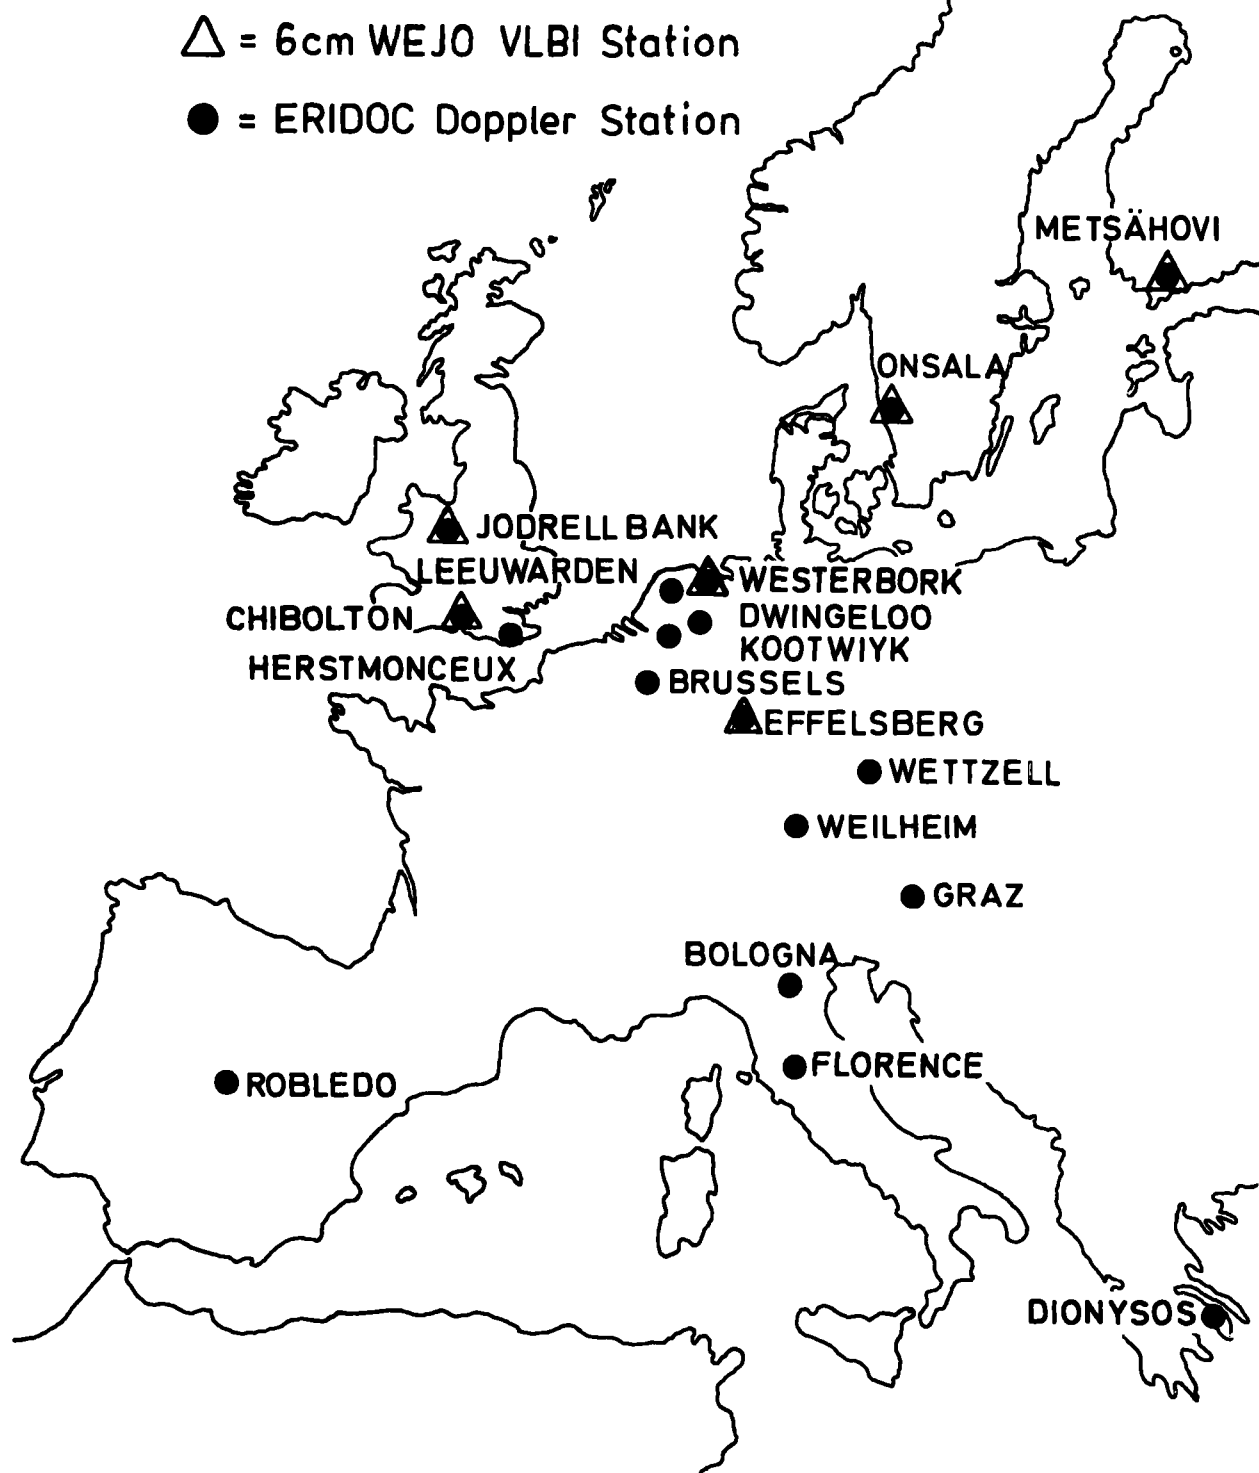 △ = 6cm WEJO VLBI Station
● = ERIDOC Doppler Station
METSÄHOVI
ONSALA
JODRELL BANK
LEEUWARDEN
WESTERBORK
CHIBOLTON
DWINGELOO
KOOTWIYK
HERSTMONCEUX
BRUSSELS
EFFELSBERG
WETTZELL
WEILHEIM
GRAZ
BOLOGNA
FLORENCE
ROBLEDO
DIONYSOS